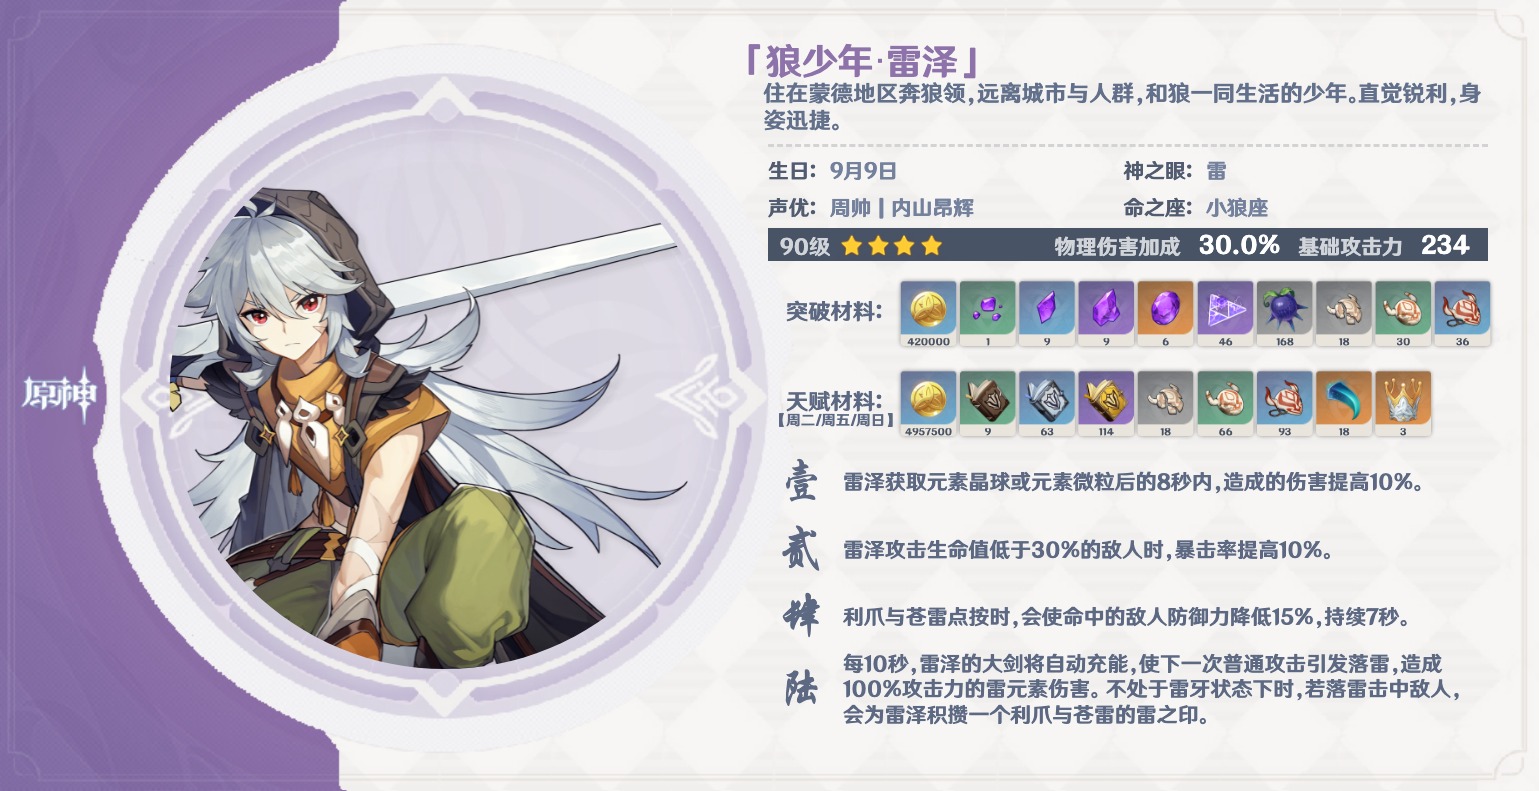 原神
「狼少年·雷泽」
住在蒙德地区奔狼领,远离城市与人群,和狼一同生活的少年。直觉锐利,身
姿迅捷。
生日: 9月9日 神之眼: 雷
声优: 周帅 | 内山昂辉 命之座: 小狼座
90级 物理伤害加成 30.0% 基础攻击力 234
突破材料:
420000 1 9 9 6 46 168 18 30 36
天赋材料:
【周二/周五/周日】
4957500 9 63 114 18 66 93 18 3
壹 雷泽获取元素晶球或元素微粒后的8秒内,造成的伤害提高10%。
贰 雷泽攻击生命值低于30%的敌人时,暴击率提高10%。
肆 利爪与苍雷点按时,会使命中的敌人防御力降低15%,持续7秒。
陆 每10秒,雷泽的大剑将自动充能,使下一次普通攻击引发落雷,造成
100%攻击力的雷元素伤害。不处于雷牙状态下时,若落雷击中敌人,
会为雷泽积攒一个利爪与苍雷的雷之印。